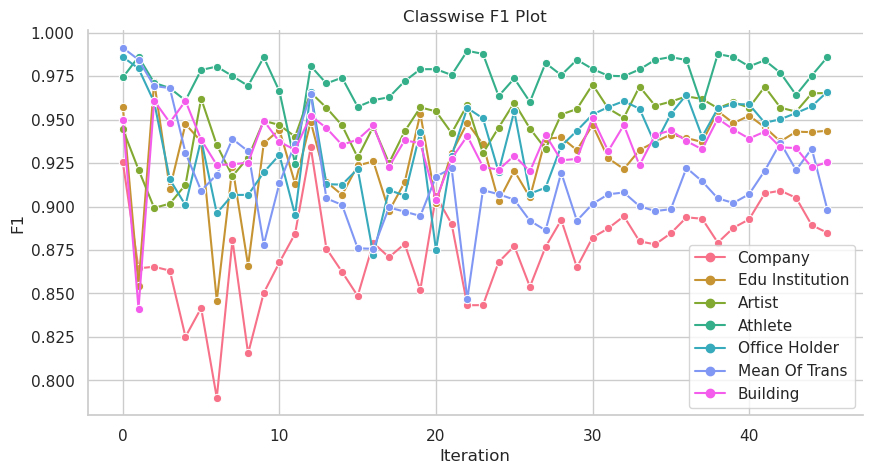 Classwise F1 Plot
1.000
0.975
0.950
0.925
0.900
0.875
0.850
0.825
0.800
F1
0
10
20
30
40
Iteration
Company
Edu Institution
Artist
Athlete
Office Holder
Mean Of Trans
Building